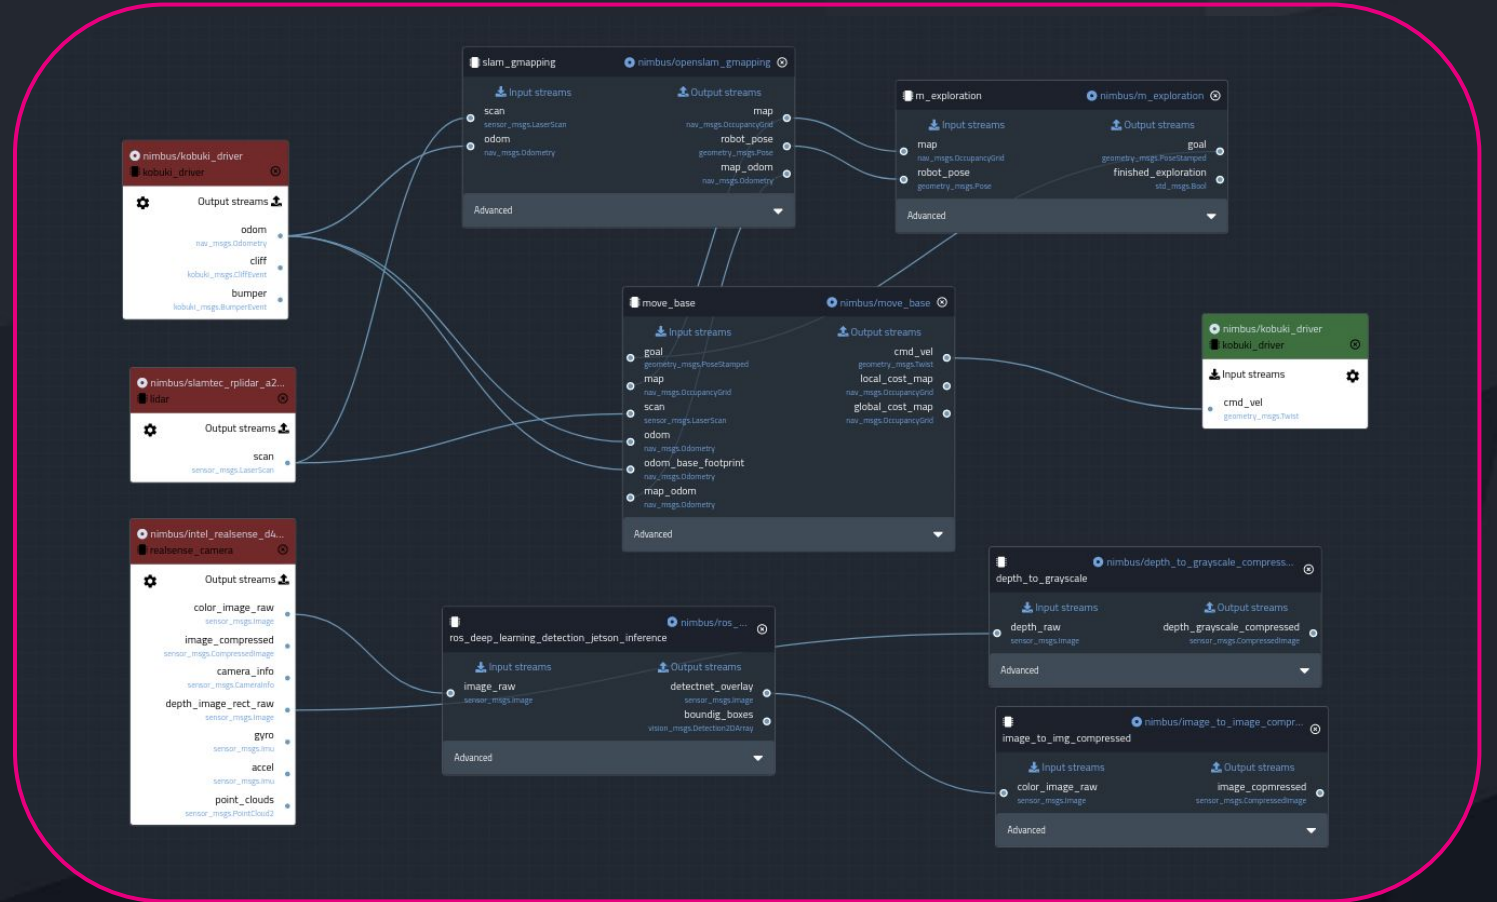 slam_gmapping nimbus/openslam_gmapping
Input streams Output streams
scan map
sensor_msgs.LaserScan nav_msgs.OccupancyGrid
odom robot_pose
nav_msgs.Odometry geometry_msgs.Pose
map_odom
nav_msgs.Odometry
Advanced
m_exploration nimbus/m_exploration
Input streams Output streams
map goal
nav_msgs.OccupancyGrid geometry_msgs.PoseStamped
robot_pose finished_exploration
geometry_msgs.Pose std_msgs.Bool
Advanced
nimbus/kobuki_driver
kobuki_driver
Output streams
odom
nav_msgs.Odometry
cliff
kobuki_msgs.CliffEvent
bumper
kobuki_msgs.BumperEvent
move_base nimbus/move_base
Input streams Output streams
goal cmd_vel
geometry_msgs.PoseStamped geometry_msgs.Twist
map local_cost_map
nav_msgs.OccupancyGrid nav_msgs.OccupancyGrid
scan global_cost_map
sensor_msgs.LaserScan nav_msgs.OccupancyGrid
odom
nav_msgs.Odometry
odom_base_footprint
nav_msgs.Odometry
map_odom
nav_msgs.Odometry
Advanced
nimbus/kobuki_driver
kobuki_driver
Input streams
cmd_vel
geometry_msgs.Twist
nimbus/slamtec_rplidar_a2...
lidar
Output streams
scan
sensor_msgs.LaserScan
nimbus/intel_realsense_d4...
realsense_camera
Output streams
color_image_raw
sensor_msgs.Image
image_compressed
sensor_msgs.CompressedImage
camera_info
sensor_msgs.CameraInfo
depth_image_rect_raw
sensor_msgs.Image
gyro
sensor_msgs.Imu
accel
sensor_msgs.Imu
point_clouds
sensor_msgs.PointCloud2
nimbus/ros_...
ros_deep_learning_detection_jetson_inference
Input streams Output streams
image_raw detectnet_overlay
sensor_msgs.Image sensor_msgs.Image
boundig_boxes
vision_msgs.Detection2DArray
Advanced
nimbus/depth_to_grayscale_compress...
depth_to_grayscale
Input streams Output streams
depth_raw depth_grayscale_compressed
sensor_msgs.Image sensor_msgs.CompressedImage
Advanced
nimbus/image_to_image_compr...
image_to_img_compressed
Input streams Output streams
color_image_raw image_copmressed
sensor_msgs.Image sensor_msgs.CompressedImage
Advanced